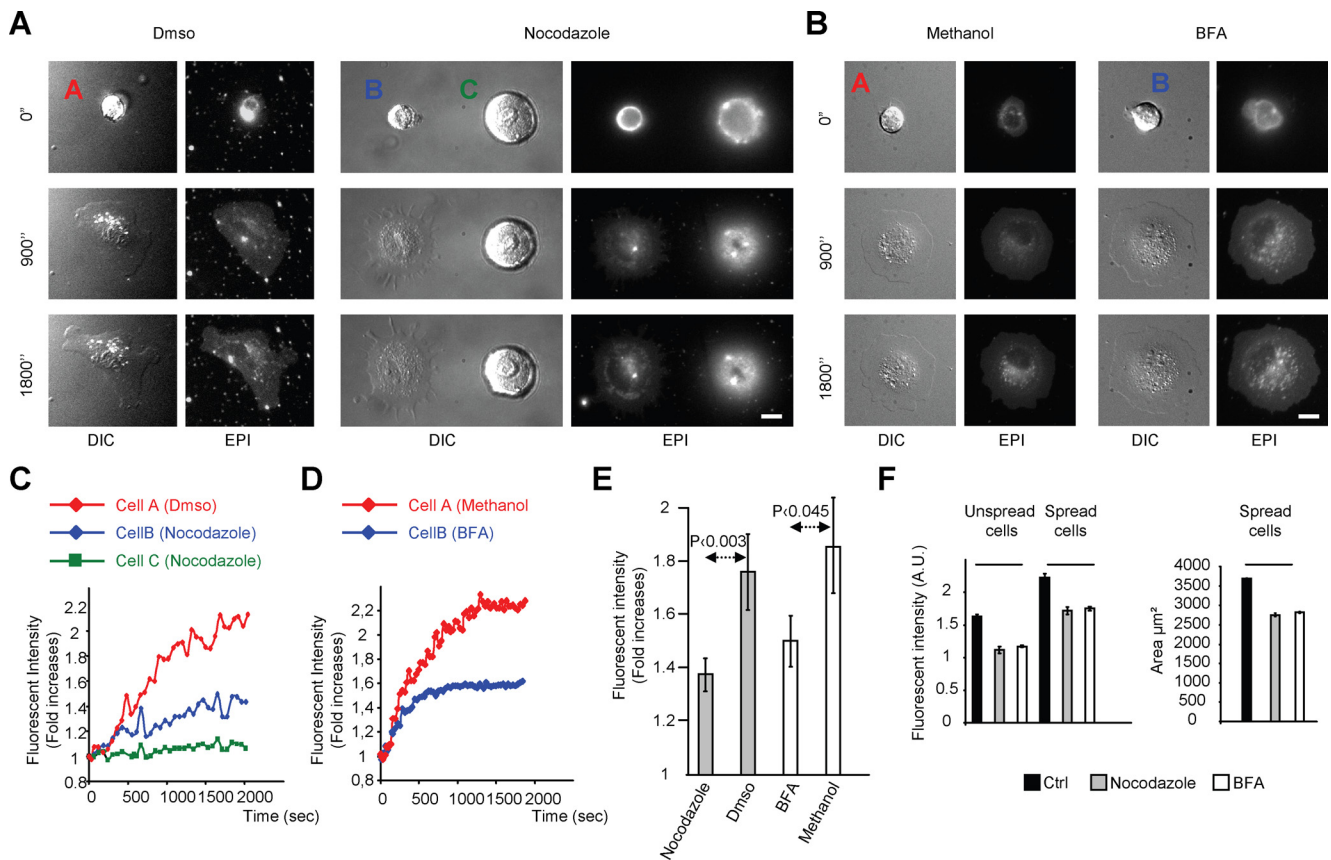 A
Dmso
Nocodazole
B
Methanol
BFA
A
B
C
A
B
0"
0"
900''
900''
1800''
1800''
DIC
EPI
DIC
EPI
DIC
EPI
DIC
EPI
C
Cell A (Dmso)
CellB (Nocodazole)
Cell C (Nocodazole)
Fluorescent Intensity
(Fold increases)
2.2
2
1,8
1,6
1,4
1.2
1
0.8
0
500
1000
1500
2000
Time (sec)
D
Cell A (Methanol
CellB (BFA)
Fluorescent Intensity
(Fold increases)
2,2
2
1,8
1,6
1,4
1,2
1
0,8
0
500
1000
1500
2000
Time (sec)
E
Fluorescent intensity
(Fold increases)
2
1.8
1.6
1.4
1.2
1
P<0.003
P<0.045
Nocodazole
Dmso
BFA
Methanol
F
Unspread
cells
Spread
cells
Fluorescent intensity (A.U.)
2
1.5
1
0.5
0
Spread
cells
Area µm²
4000
3500
3000
2500
2000
1500
1000
500
0
Ctrl
Nocodazole
BFA